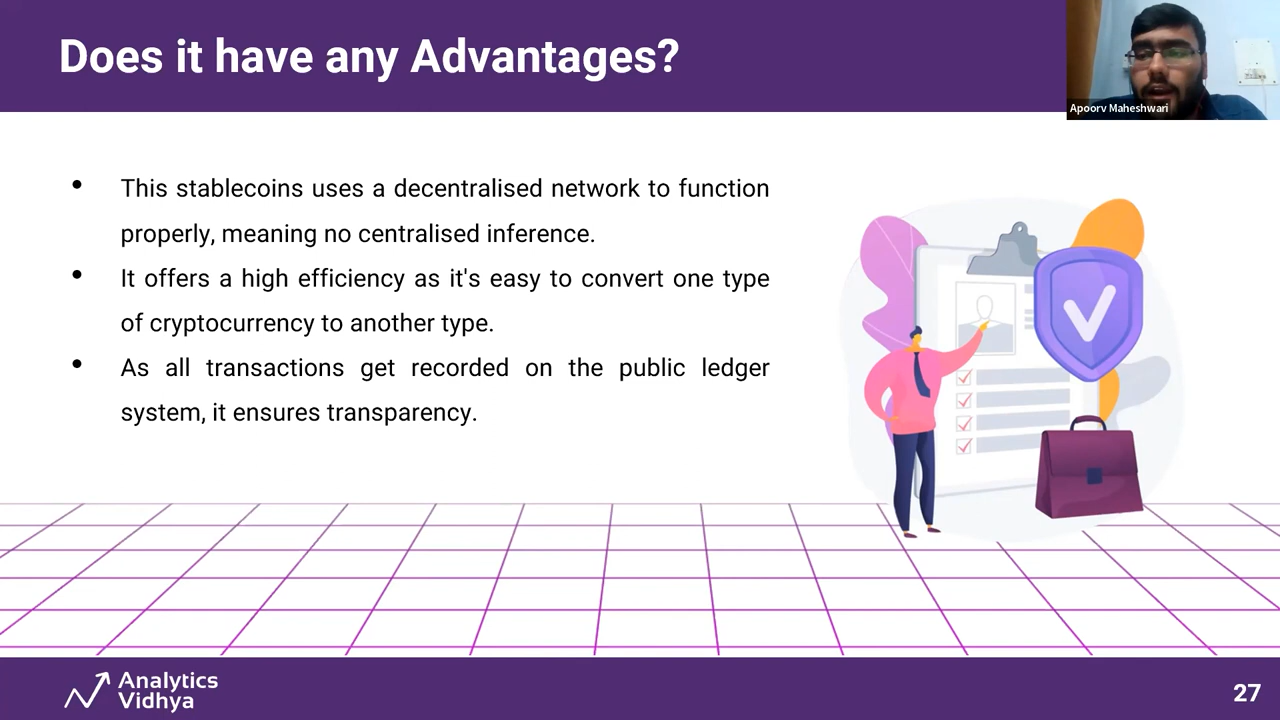 Does it have any Advantages?
Apoorv Maheshwari
• This stablecoins uses a decentralised network to function
properly, meaning no centralised inference.
• It offers a high efficiency as it's easy to convert one type
of cryptocurrency to another type.
• As all transactions get recorded on the public ledger
system, it ensures transparency.
Analytics
Vidhya
27